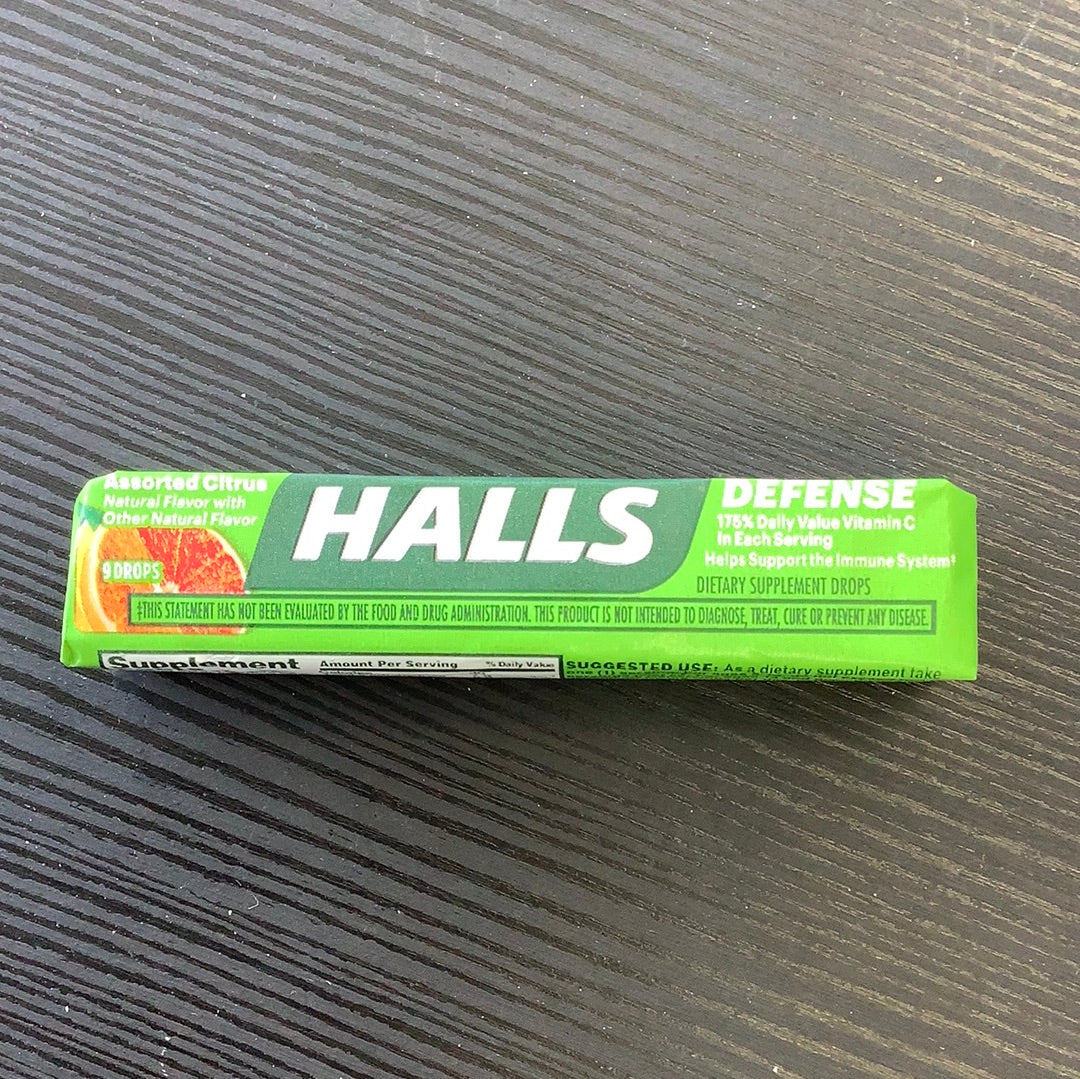 Assorted Citrus
Natural Flavor with
Other Natural Flavor
9 DROPS
HALLS
DEFENSE
175% Daily Value Vitamin C
In Each Serving
Helps Support the Immune System‡
DIETARY SUPPLEMENT DROPS
‡THIS STATEMENT HAS NOT BEEN EVALUATED BY THE FOOD AND DRUG ADMINISTRATION. THIS PRODUCT IS NOT INTENDED TO DIAGNOSE, TREAT, CURE OR PREVENT ANY DISEASE.
Supplement
Amount Per Serving
% Daily Value
SUGGESTED USE: As a dietary supplement take
one (1)